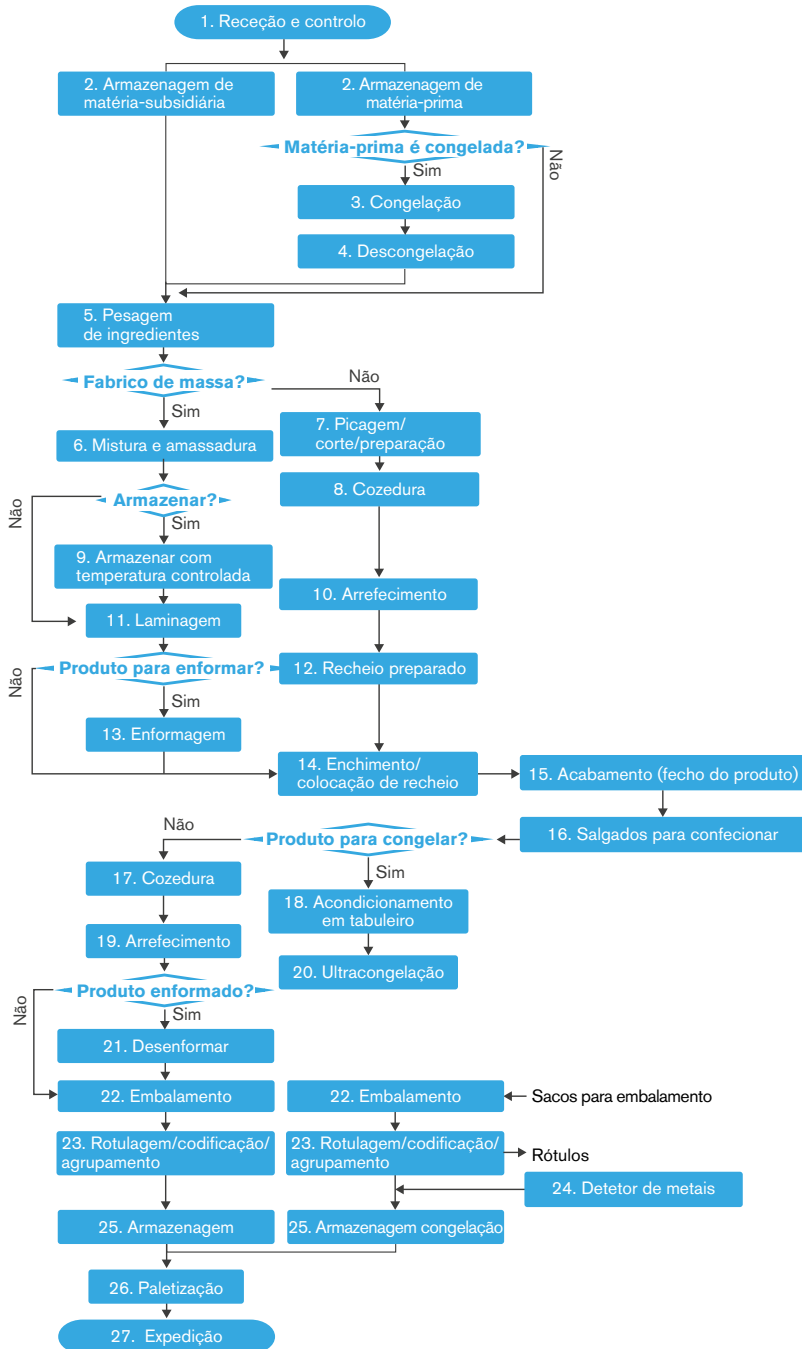 1. Receção e controlo
2. Armazenagem de
matéria-subsidiária
2. Armazenagem de
matéria-prima
Matéria-prima é congelada?
Não
Sim
3. Congelação
4. Descongelação
5. Pesagem
de ingredientes
Fabrico de massa?
Não
Sim
7. Picagem/
corte/preparação
6. Mistura e amassadura
8. Cozedura
Armazenar?
Não
Sim
9. Armazenar com
temperatura controlada
10. Arrefecimento
11. Laminagem
Produto para enformar?
12. Recheio preparado
Não
Sim
13. Enformagem
14. Enchimento/
colocação de recheio
15. Acabamento (fecho do produto)
16. Salgados para confecionar
Produto para congelar?
Não
Sim
17. Cozedura
18. Acondicionamento
em tabuleiro
19. Arrefecimento
20. Ultracongelação
Produto enformado?
Não
Sim
21. Desenformar
22. Embalamento
22. Embalamento
Sacos para embalamento
23. Rotulagem/codificação/
agrupamento
23. Rotulagem/codificação/
agrupamento
Rótulos
24. Detetor de metais
25. Armazenagem
25. Armazenagem congelação
26. Paletização
27. Expedição